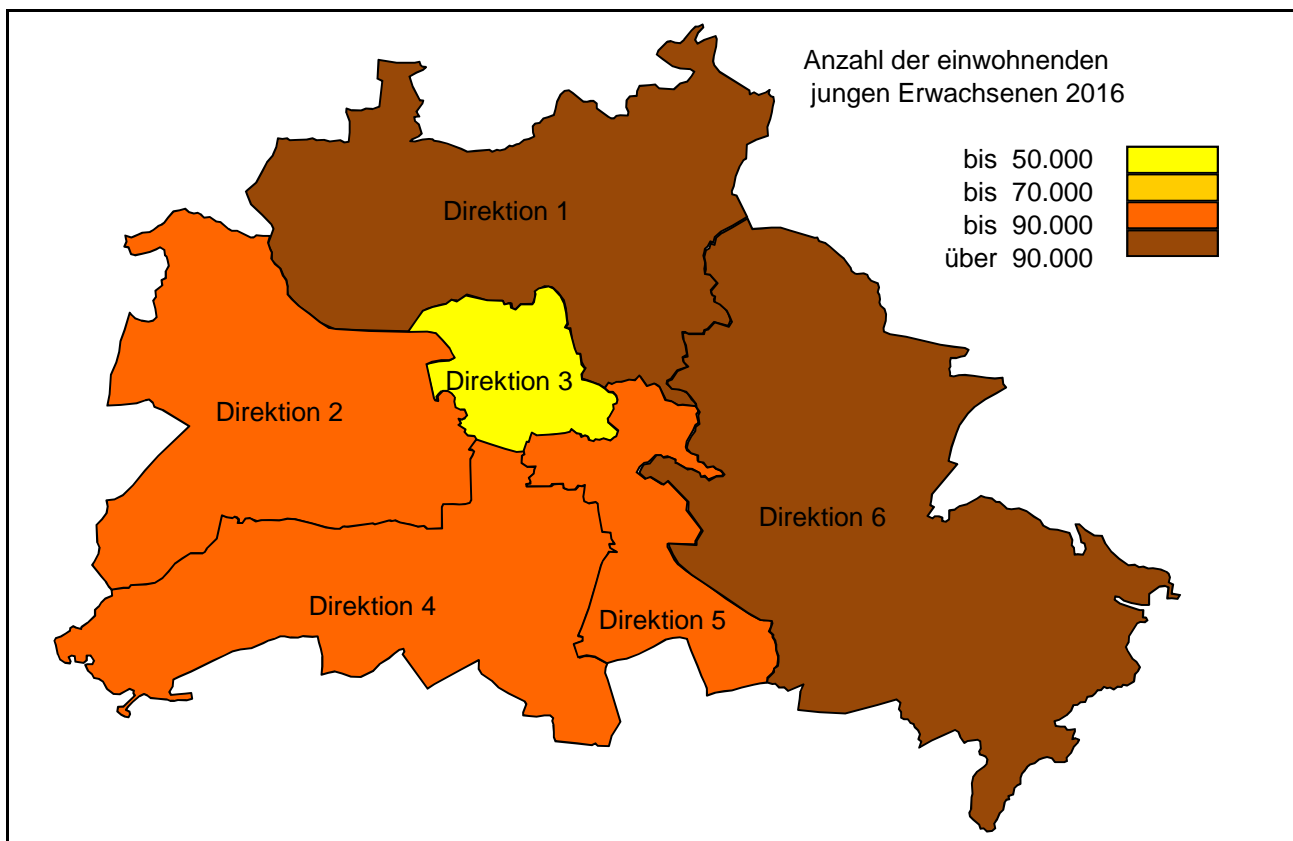 Anzahl der einwohnenden
jungen Erwachsenen 2016
bis 50.000
bis 70.000
bis 90.000
über 90.000
Direktion 1
Direktion 3
Direktion 2
Direktion 6
Direktion 4
Direktion 5